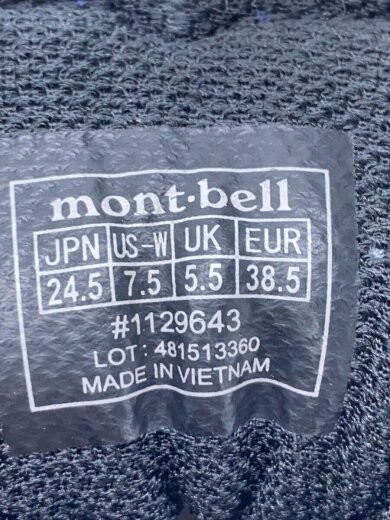 mont·bell
JPN US-W UK EUR
24.5 7.5 5.5 38.5
#1129643
LOT: 481513360
MADE IN VIETNAM